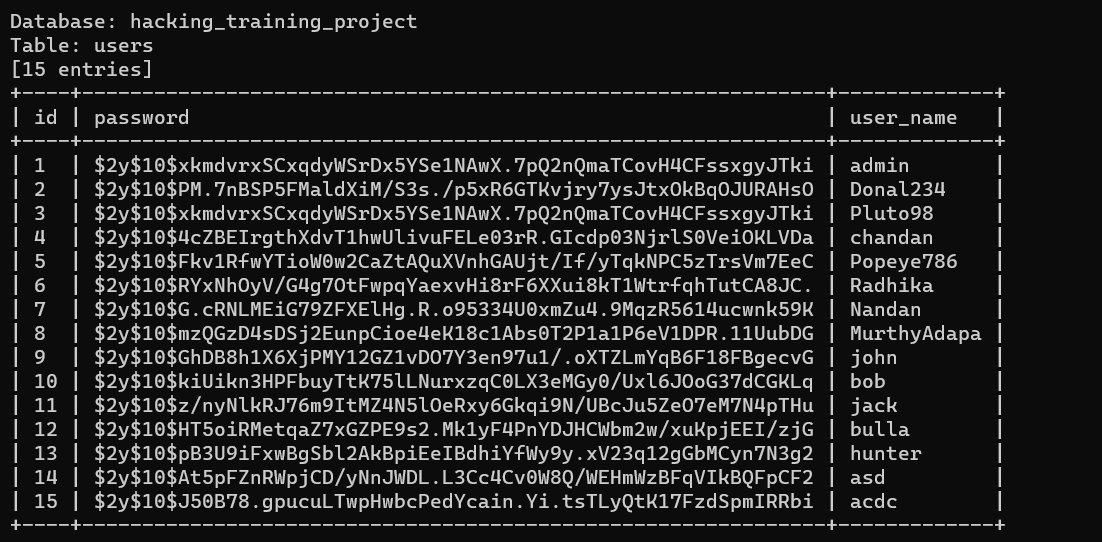 Database: hacking_training_project
Table: users
[15 entries]
+----+--------------------------------------------------------------+-------------+
| id | password                                                     | user_name   |
+----+--------------------------------------------------------------+-------------+
| 1  | $2y$10$xkmdvrxSCxqdyWSrDx5YSe1NAwX.7pQ2nQmaTCovH4CFssxgyJTki | admin       |
| 2  | $2y$10$PM.7nBSP5FMaldXiM/S3s./p5xR6GTKvjry7ysJtxOkBqOJURAHsO | Donal234    |
| 3  | $2y$10$xkmdvrxSCxqdyWSrDx5YSe1NAwX.7pQ2nQmaTCovH4CFssxgyJTki | Pluto98     |
| 4  | $2y$10$4cZBEIrgthXdvT1hwUlivuFELe03rR.GIcdp03NjrlS0VeiOKLVDa | chandan     |
| 5  | $2y$10$Fkv1RfwYTioW0w2CaZtAQuXVnhGAUjt/If/yTqkNPC5zTrsVm7EeC | Popeye786   |
| 6  | $2y$10$RYxNhOyV/G4g7OtFwpqYaexvHi8rF6XXui8kT1WtrfqhTutCA8JC. | Radhika     |
| 7  | $2y$10$G.cRNLMEiG79ZFXElHg.R.o95334U0xmZu4.9MqzR5614ucwnk59K | Nandan      |
| 8  | $2y$10$mzQGzD4sDSj2EunpCioe4eK18c1Abs0T2P1a1P6eV1DPR.11UubDG | MurthyAdapa |
| 9  | $2y$10$GhDB8h1X6XjPMY12GZ1vDO7Y3en97u1/.oXTZLmYqB6F18FBgecvG | john        |
| 10 | $2y$10$kiUikn3HPFbuyTtK75lLNurxzqC0LX3eMGy0/Uxl6JOoG37dCGKLq | bob         |
| 11 | $2y$10$z/nyNlkRJ76m9ItMZ4N5lOeRxy6Gkqi9N/UBcJu5ZeO7eM7N4pTHu | jack        |
| 12 | $2y$10$HT5oiRMetqaZ7xGZPE9s2.Mk1yF4PnYDJHCWbm2w/xuKpjEEI/zjG | bulla       |
| 13 | $2y$10$pB3U9iFxwBgSbl2AkBpiEeIBdhiYfWy9y.xV23q12gGbMCyn7N3g2 | hunter      |
| 14 | $2y$10$At5pFZnRWpjCD/yNnJWDL.L3Cc4Cv0W8Q/WEHmWzBFqVIkBQFpCF2 | asd         |
| 15 | $2y$10$J50B78.gpucuLTwpHwbcPedYcain.Yi.tsTLyQtK17FzdSpmIRRbi | acdc        |
+----+--------------------------------------------------------------+-------------+